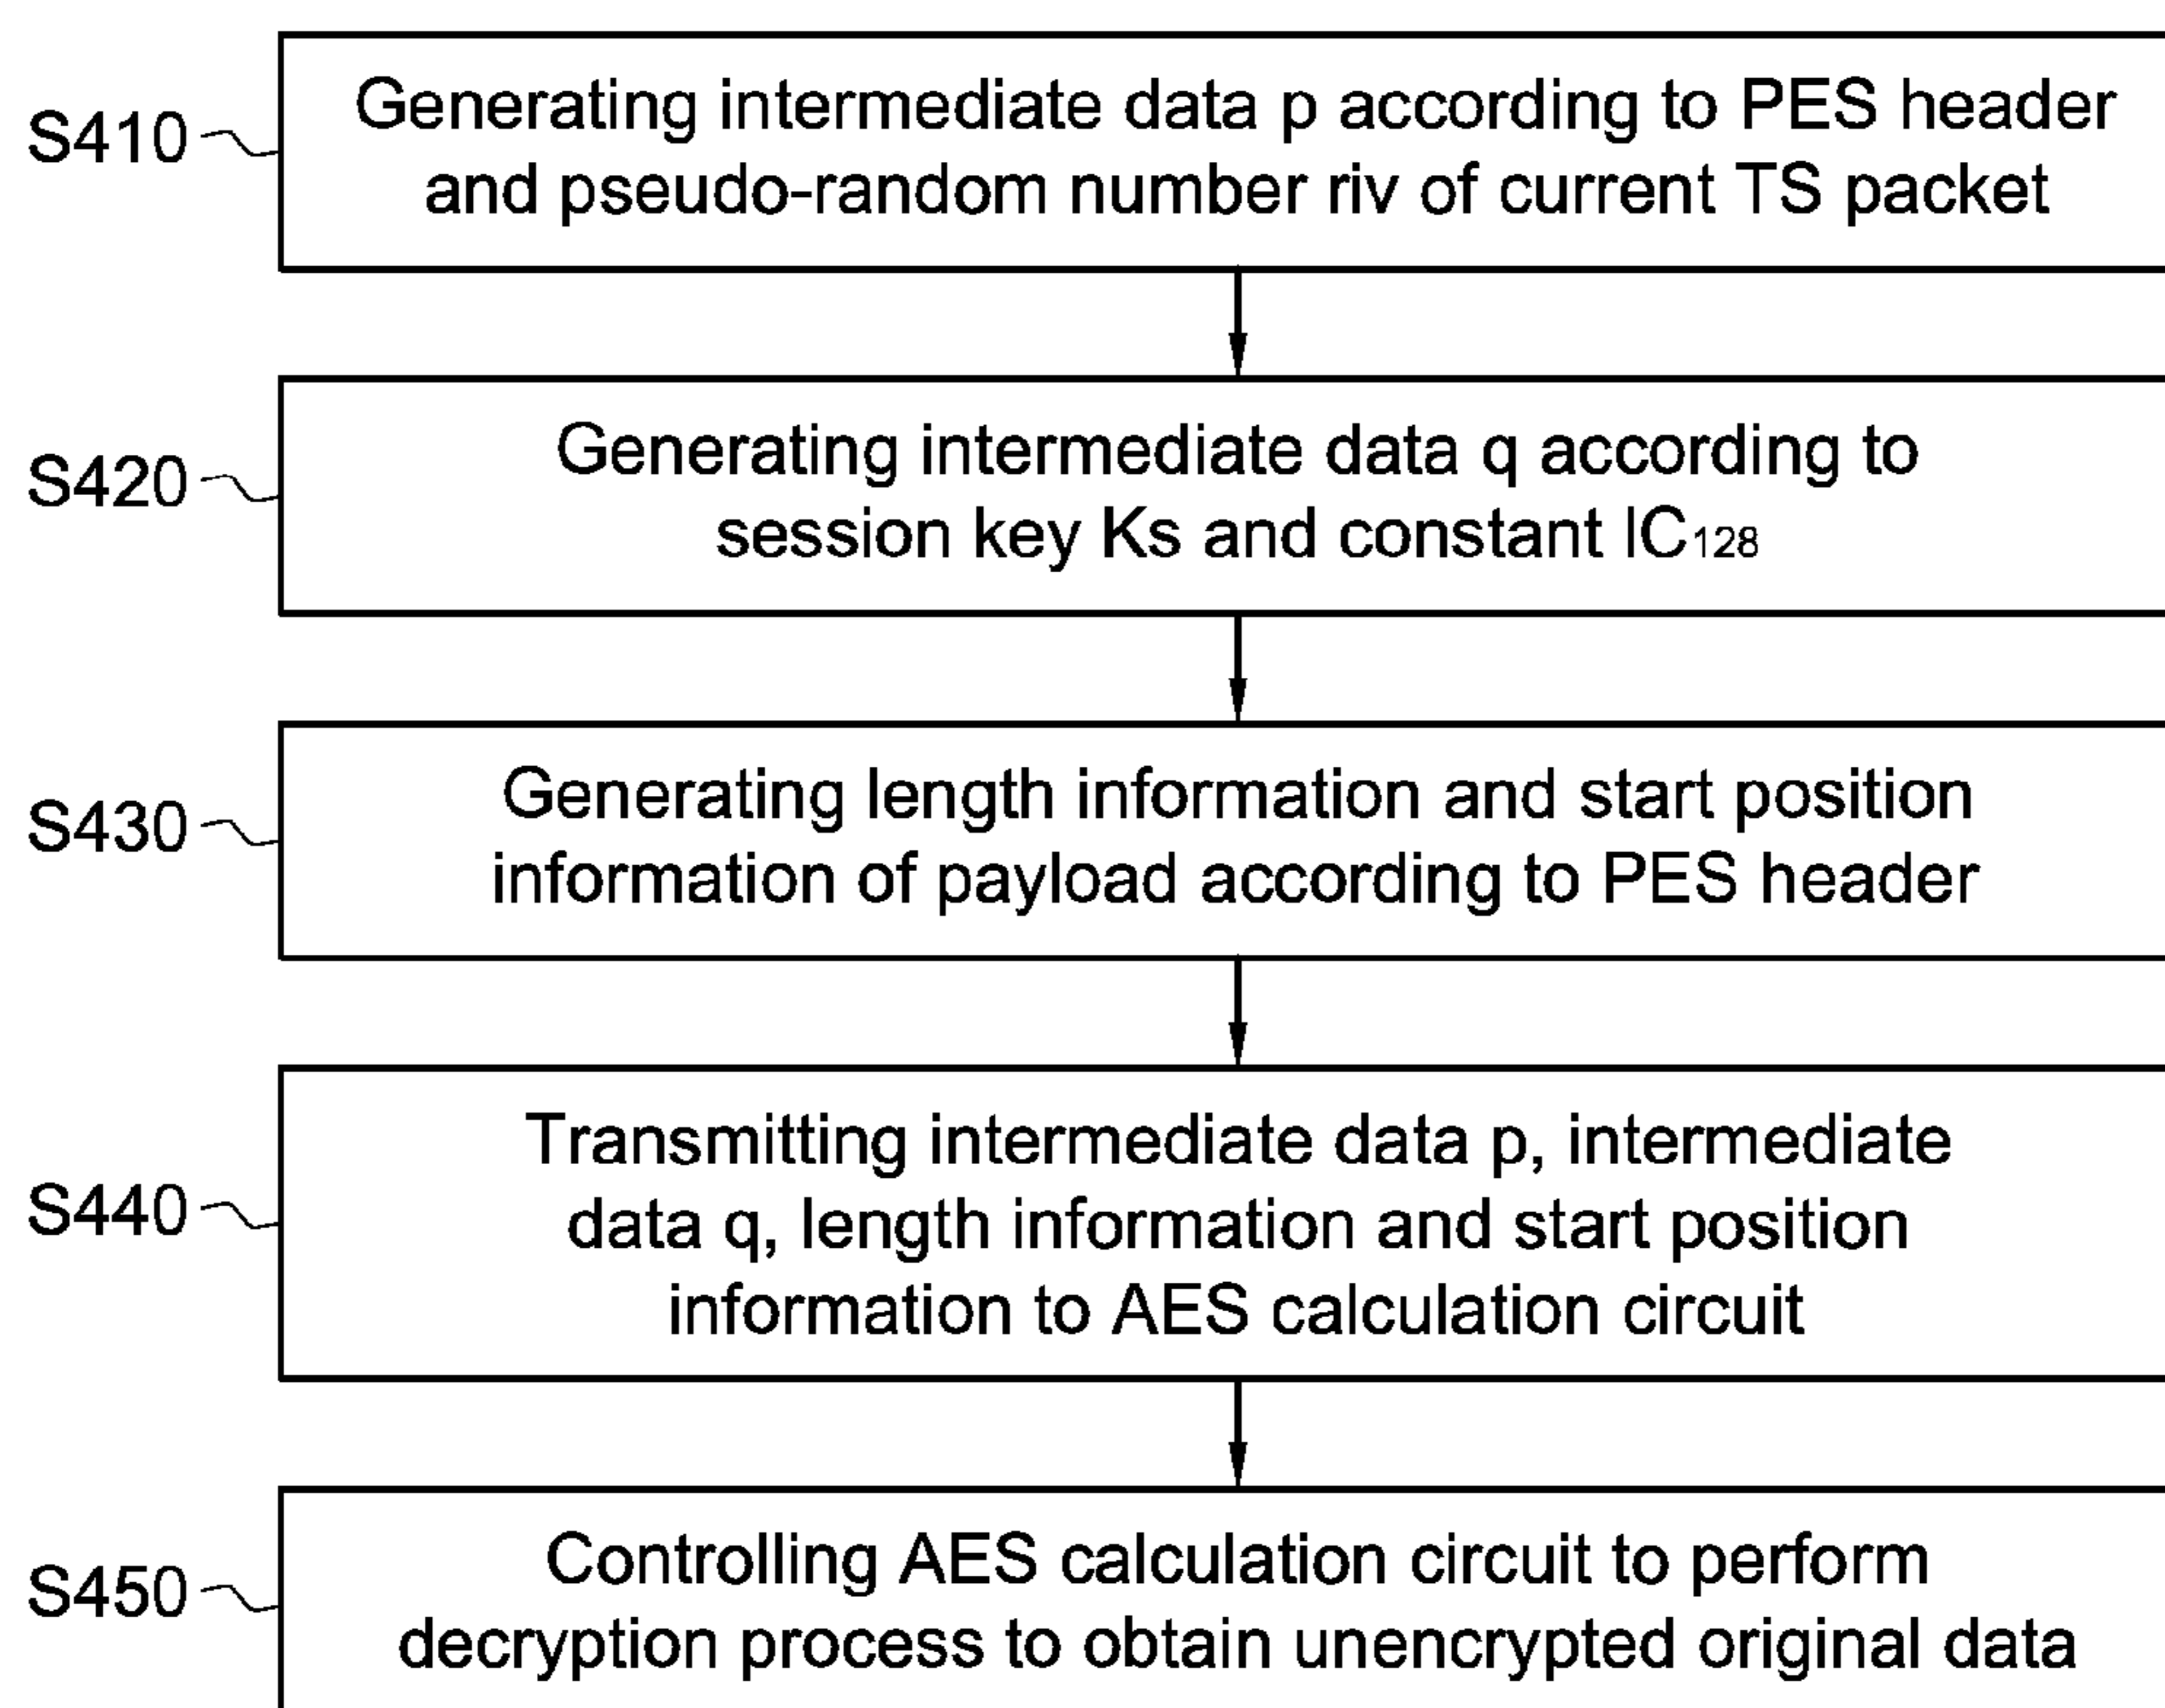 S410
Generating intermediate data p according to PES header
and pseudo-random number riv of current TS packet
S420
Generating intermediate data q according to
session key Ks and constant IC₁₂₈
S430
Generating length information and start position
information of payload according to PES header
S440
Transmitting intermediate data p, intermediate
data q, length information and start position
information to AES calculation circuit
S450
Controlling AES calculation circuit to perform
decryption process to obtain unencrypted original data